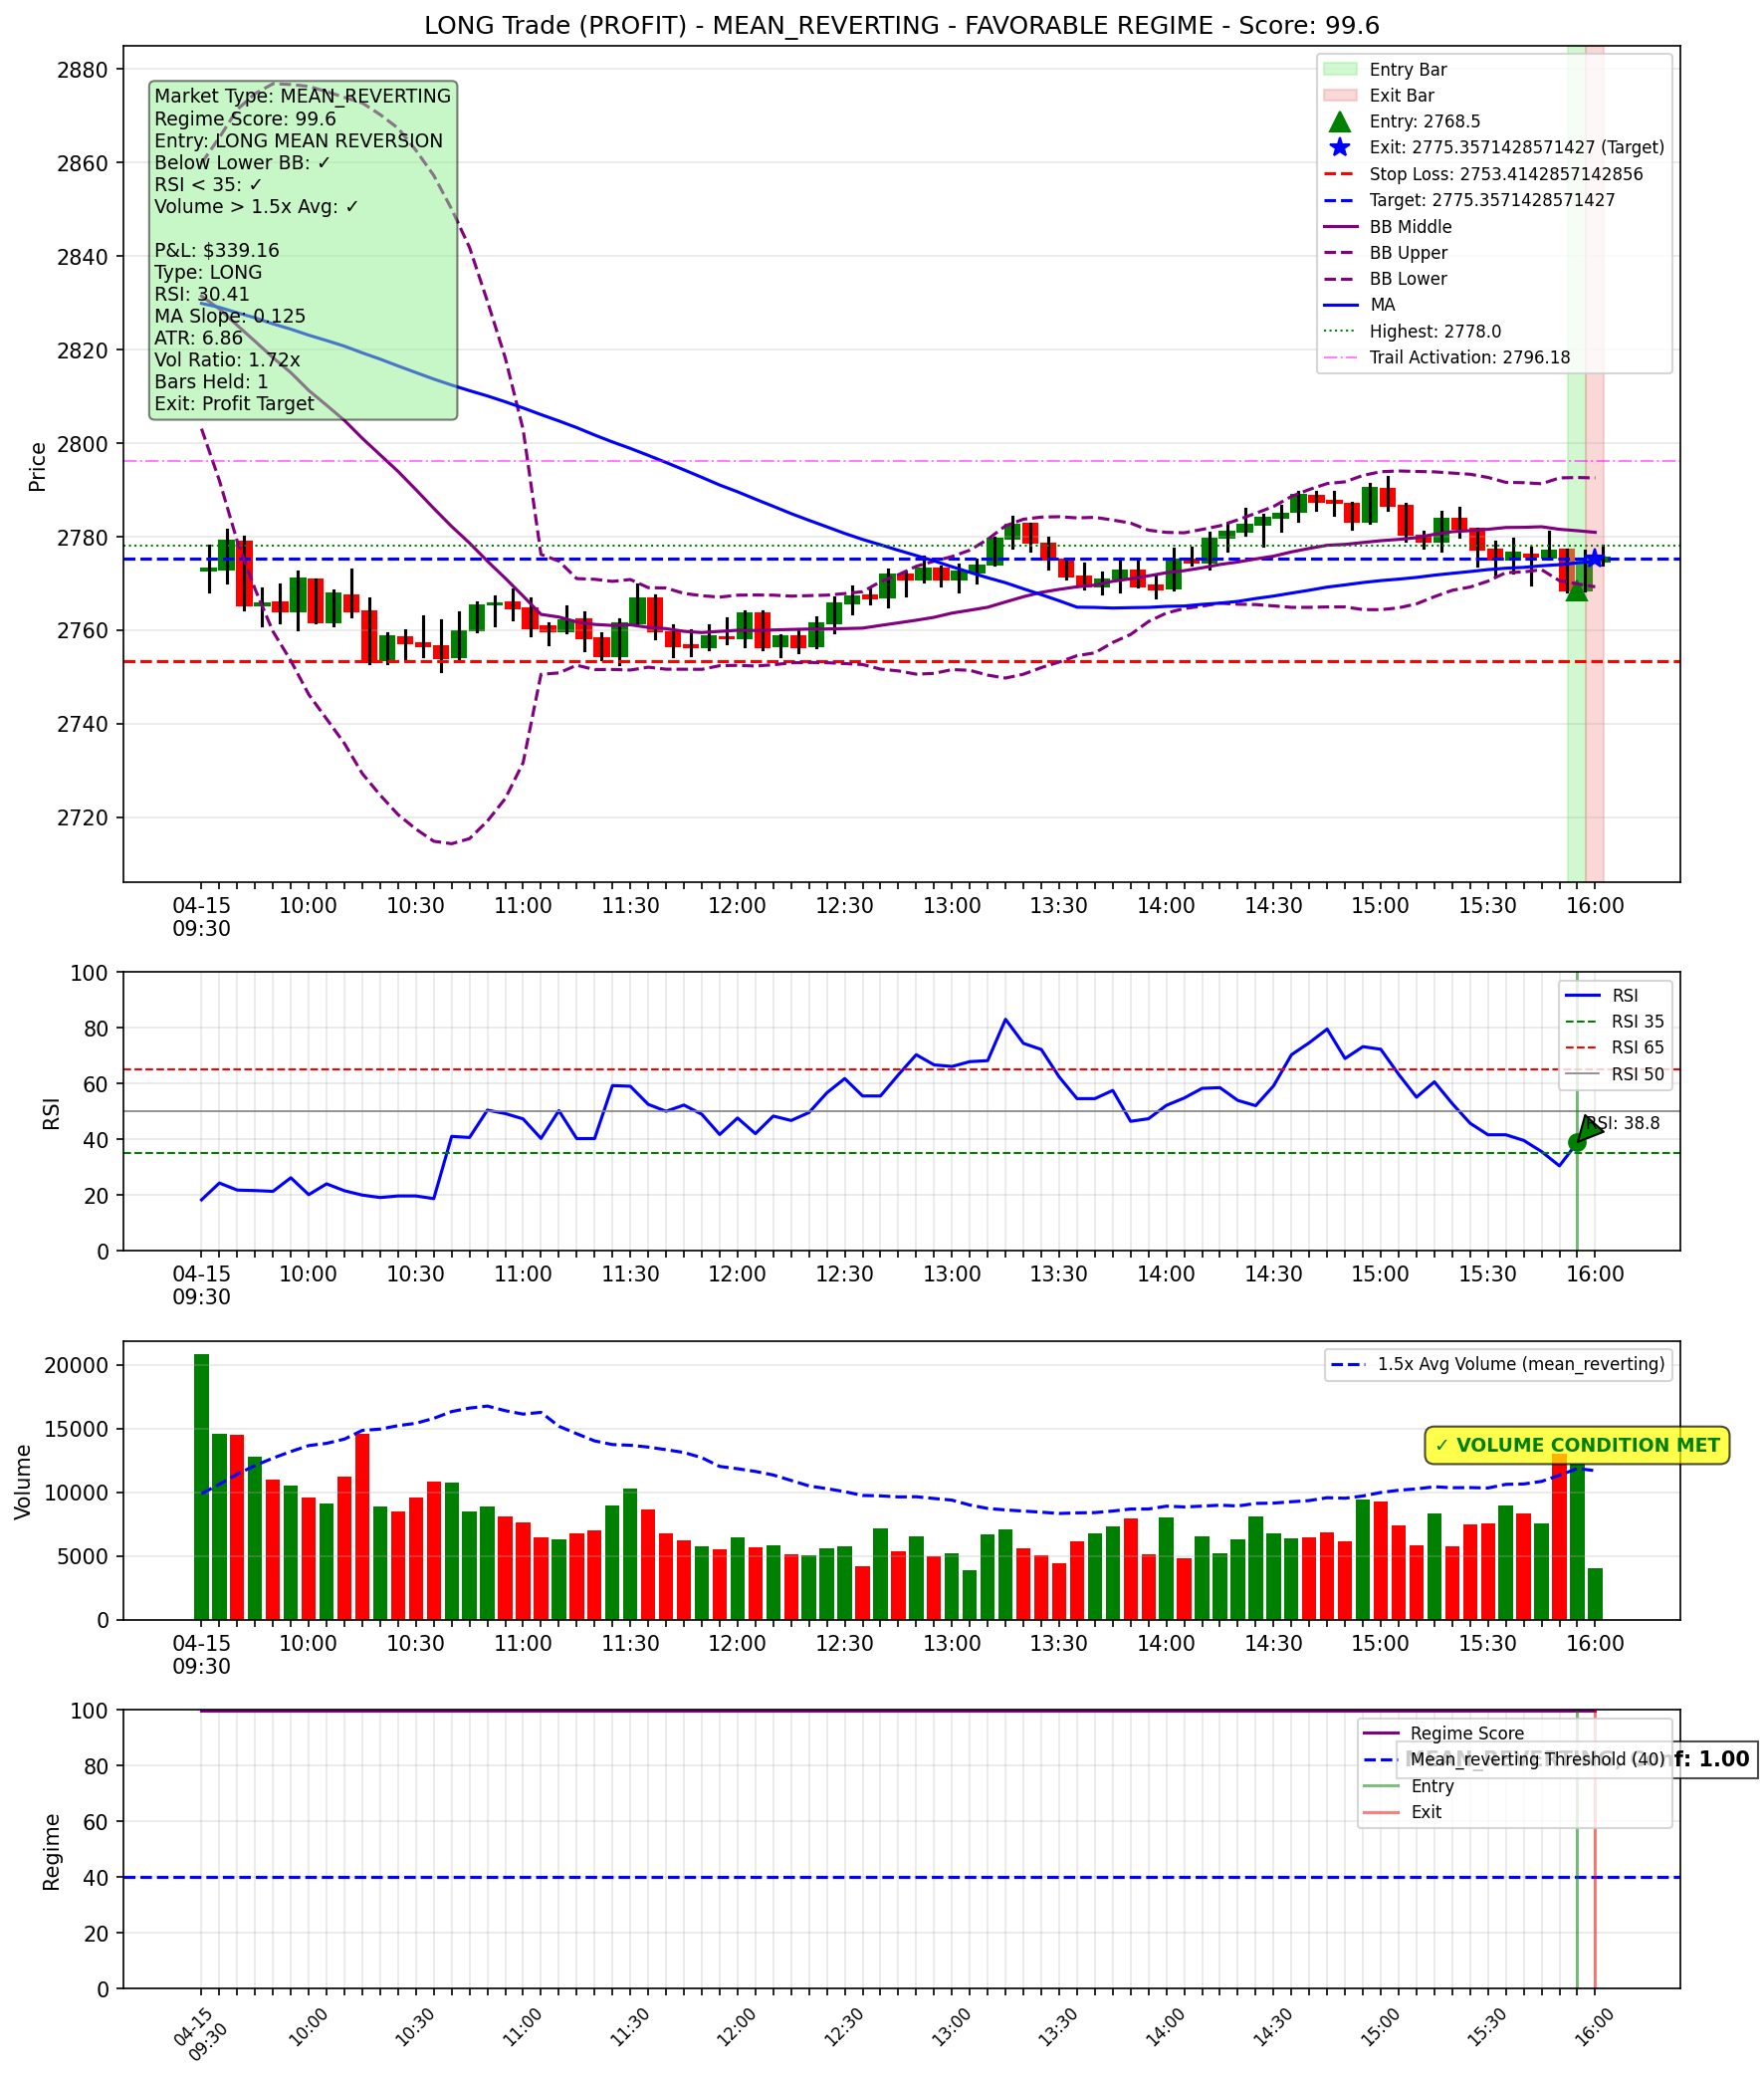 LONG Trade (PROFIT) - MEAN_REVERTING - FAVORABLE REGIME - Score: 99.6
Market Type: MEAN_REVERTING
Regime Score: 99.6
Entry: LONG MEAN REVERSION
Below Lower BB: ✓
RSI < 35: ✓
Volume > 1.5x Avg: ✓
P&L: $339.16
Type: LONG
RSI: 30.41
MA Slope: 0.125
ATR: 6.86
Vol Ratio: 1.72x
Bars Held: 1
Exit: Profit Target
Entry Bar
Exit Bar
Entry: 2768.5
Exit: 2775.3571428571427 (Target)
Stop Loss: 2753.4142857142856
Target: 2775.3571428571427
BB Middle
BB Upper
BB Lower
MA
Highest: 2778.0
Trail Activation: 2796.18
Price
2880
2860
2840
2820
2800
2780
2760
2740
2720
04-15 10:00 10:30 11:00 11:30 12:00 12:30 13:00 13:30 14:00 14:30 15:00 15:30 16:00
09:30
RSI
100
80
60
40
20
0
RSI
RSI 35
RSI 65
RSI 50
RSI: 38.8
04-15 10:00 10:30 11:00 11:30 12:00 12:30 13:00 13:30 14:00 14:30 15:00 15:30 16:00
09:30
Volume
20000
15000
10000
5000
0
1.5x Avg Volume (mean_reverting)
✓ VOLUME CONDITION MET
04-15 10:00 10:30 11:00 11:30 12:00 12:30 13:00 13:30 14:00 14:30 15:00 15:30 16:00
09:30
Regime
100
80
60
40
20
0
Regime Score
Mean_reverting Threshold (40)
Entry
Exit
1.00
04-15 10:00 10:30 11:00 11:30 12:00 12:30 13:00 13:30 14:00 14:30 15:00 15:30 16:00
09:30